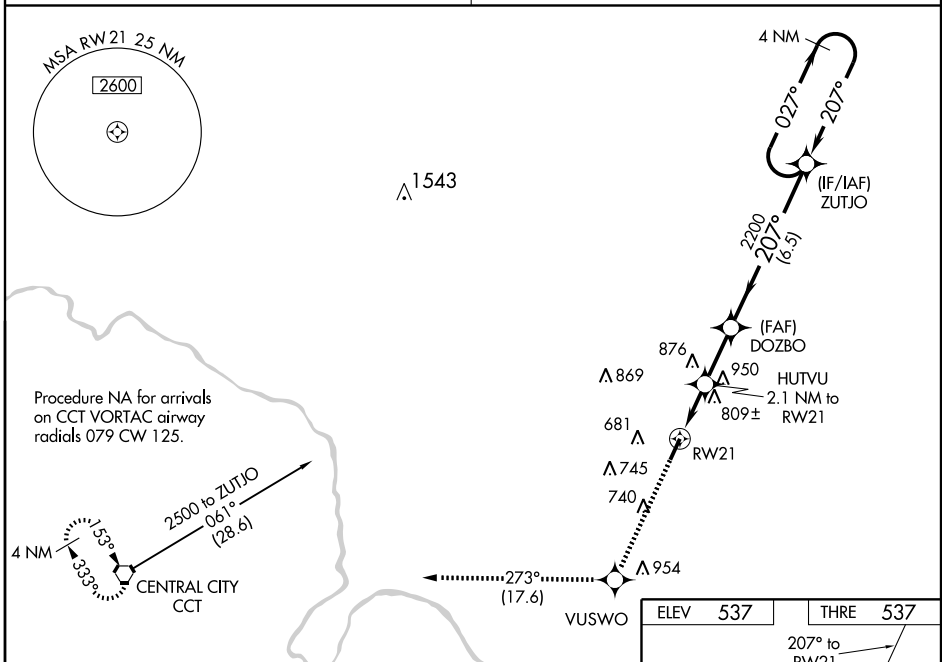 MSA RW21 25 NM
2600
1543
4 NM
027°
207°
(IF/IAF)
ZUTJO
2200
207°
(6.5)
(FAF)
DOZBO
876
950
869
HUTVU
2.1 NM to
RW21
809±
681
RW21
745
740
Procedure NA for arrivals
on CCT VORTAC airway
radials 079 CW 125.
2500 to ZUTJO
061°
(28.6)
4 NM
153°
333°
CENTRAL CITY
CCT
273°
(17.6)
954
VUSWO
ELEV 537
THRE 537
207° to
RW21